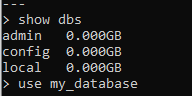 ---
> show dbs
admin   0.000GB
config  0.000GB
local   0.000GB
> use my_database